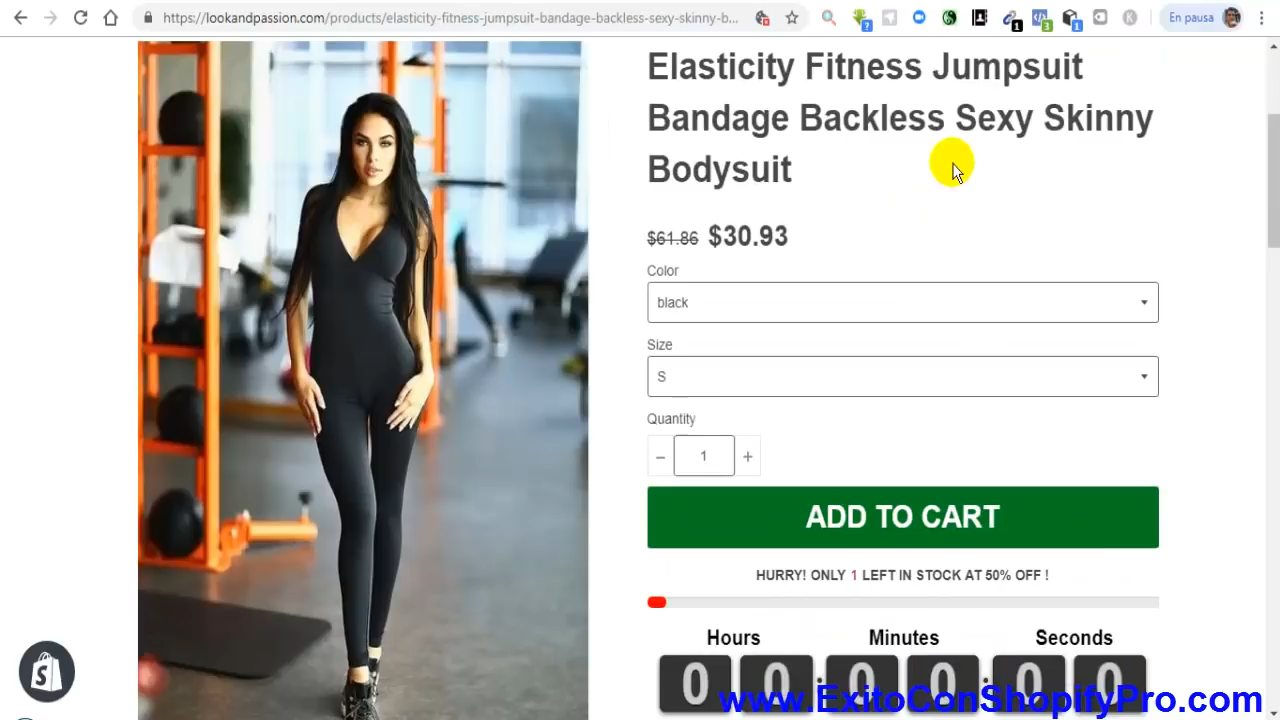 https://lookandpassion.com/products/elasticity-fitness-jumpsuit-bandage-backless-sexy-skinny-b...
En pausa
Elasticity Fitness Jumpsuit
Bandage Backless Sexy Skinny
Bodysuit
$61.86 $30.93
Color
black
Size
S
Quantity
− 1 +
ADD TO CART
HURRY! ONLY 1 LEFT IN STOCK AT 50% OFF !
Hours Minutes Seconds
0 0 : 0 0 : 0 0
www.ExitoConShopifyPro.com